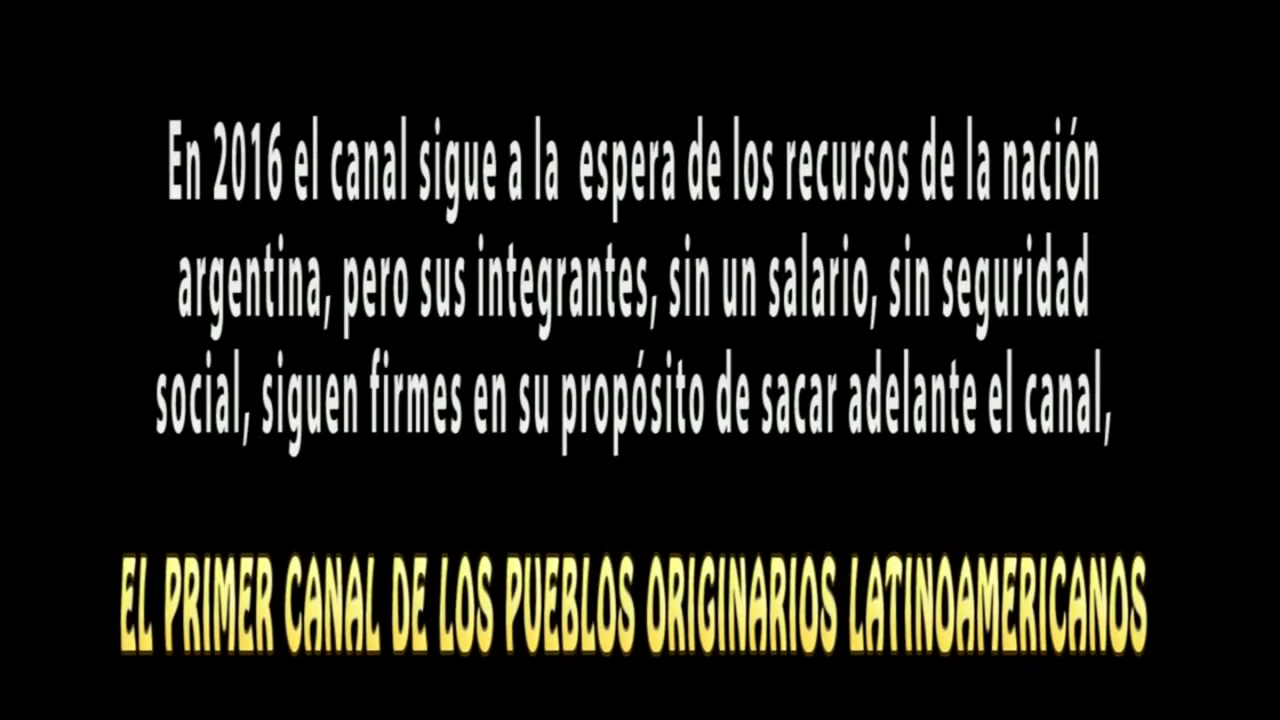 En 2016 el canal sigue a la  espera de los recursos de la nación
argentina, pero sus integrantes, sin un salario, sin seguridad
social, siguen firmes en su propósito de sacar adelante el canal,
EL PRIMER CANAL DE LOS PUEBLOS ORIGINARIOS LATINOAMERICANOS